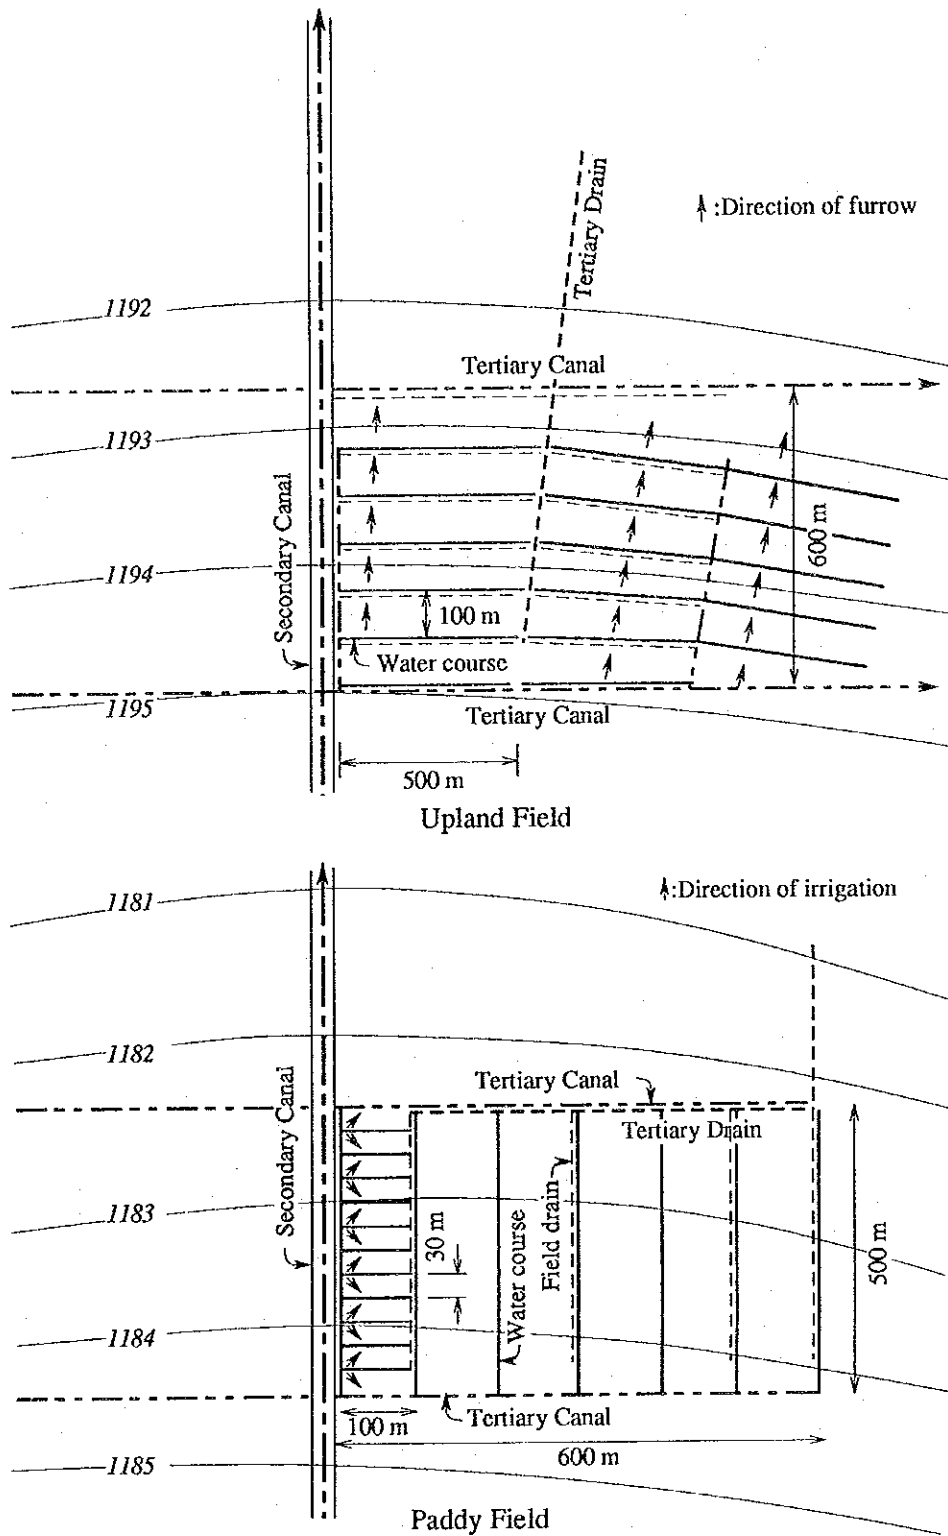 Tertiary Drain
:Direction of furrow
1192
Tertiary Canal
1193
Secondary Canal
600 m
1194
100 m
Water course
1195
Tertiary Canal
500 m
Upland Field
1181
:Direction of irrigation
1182
Tertiary Canal
Tertiary Drain
Secondary Canal
1183
30 m
Water course
Field drain
500 m
1184
100 m
Tertiary Canal
600 m
1185
Paddy Field